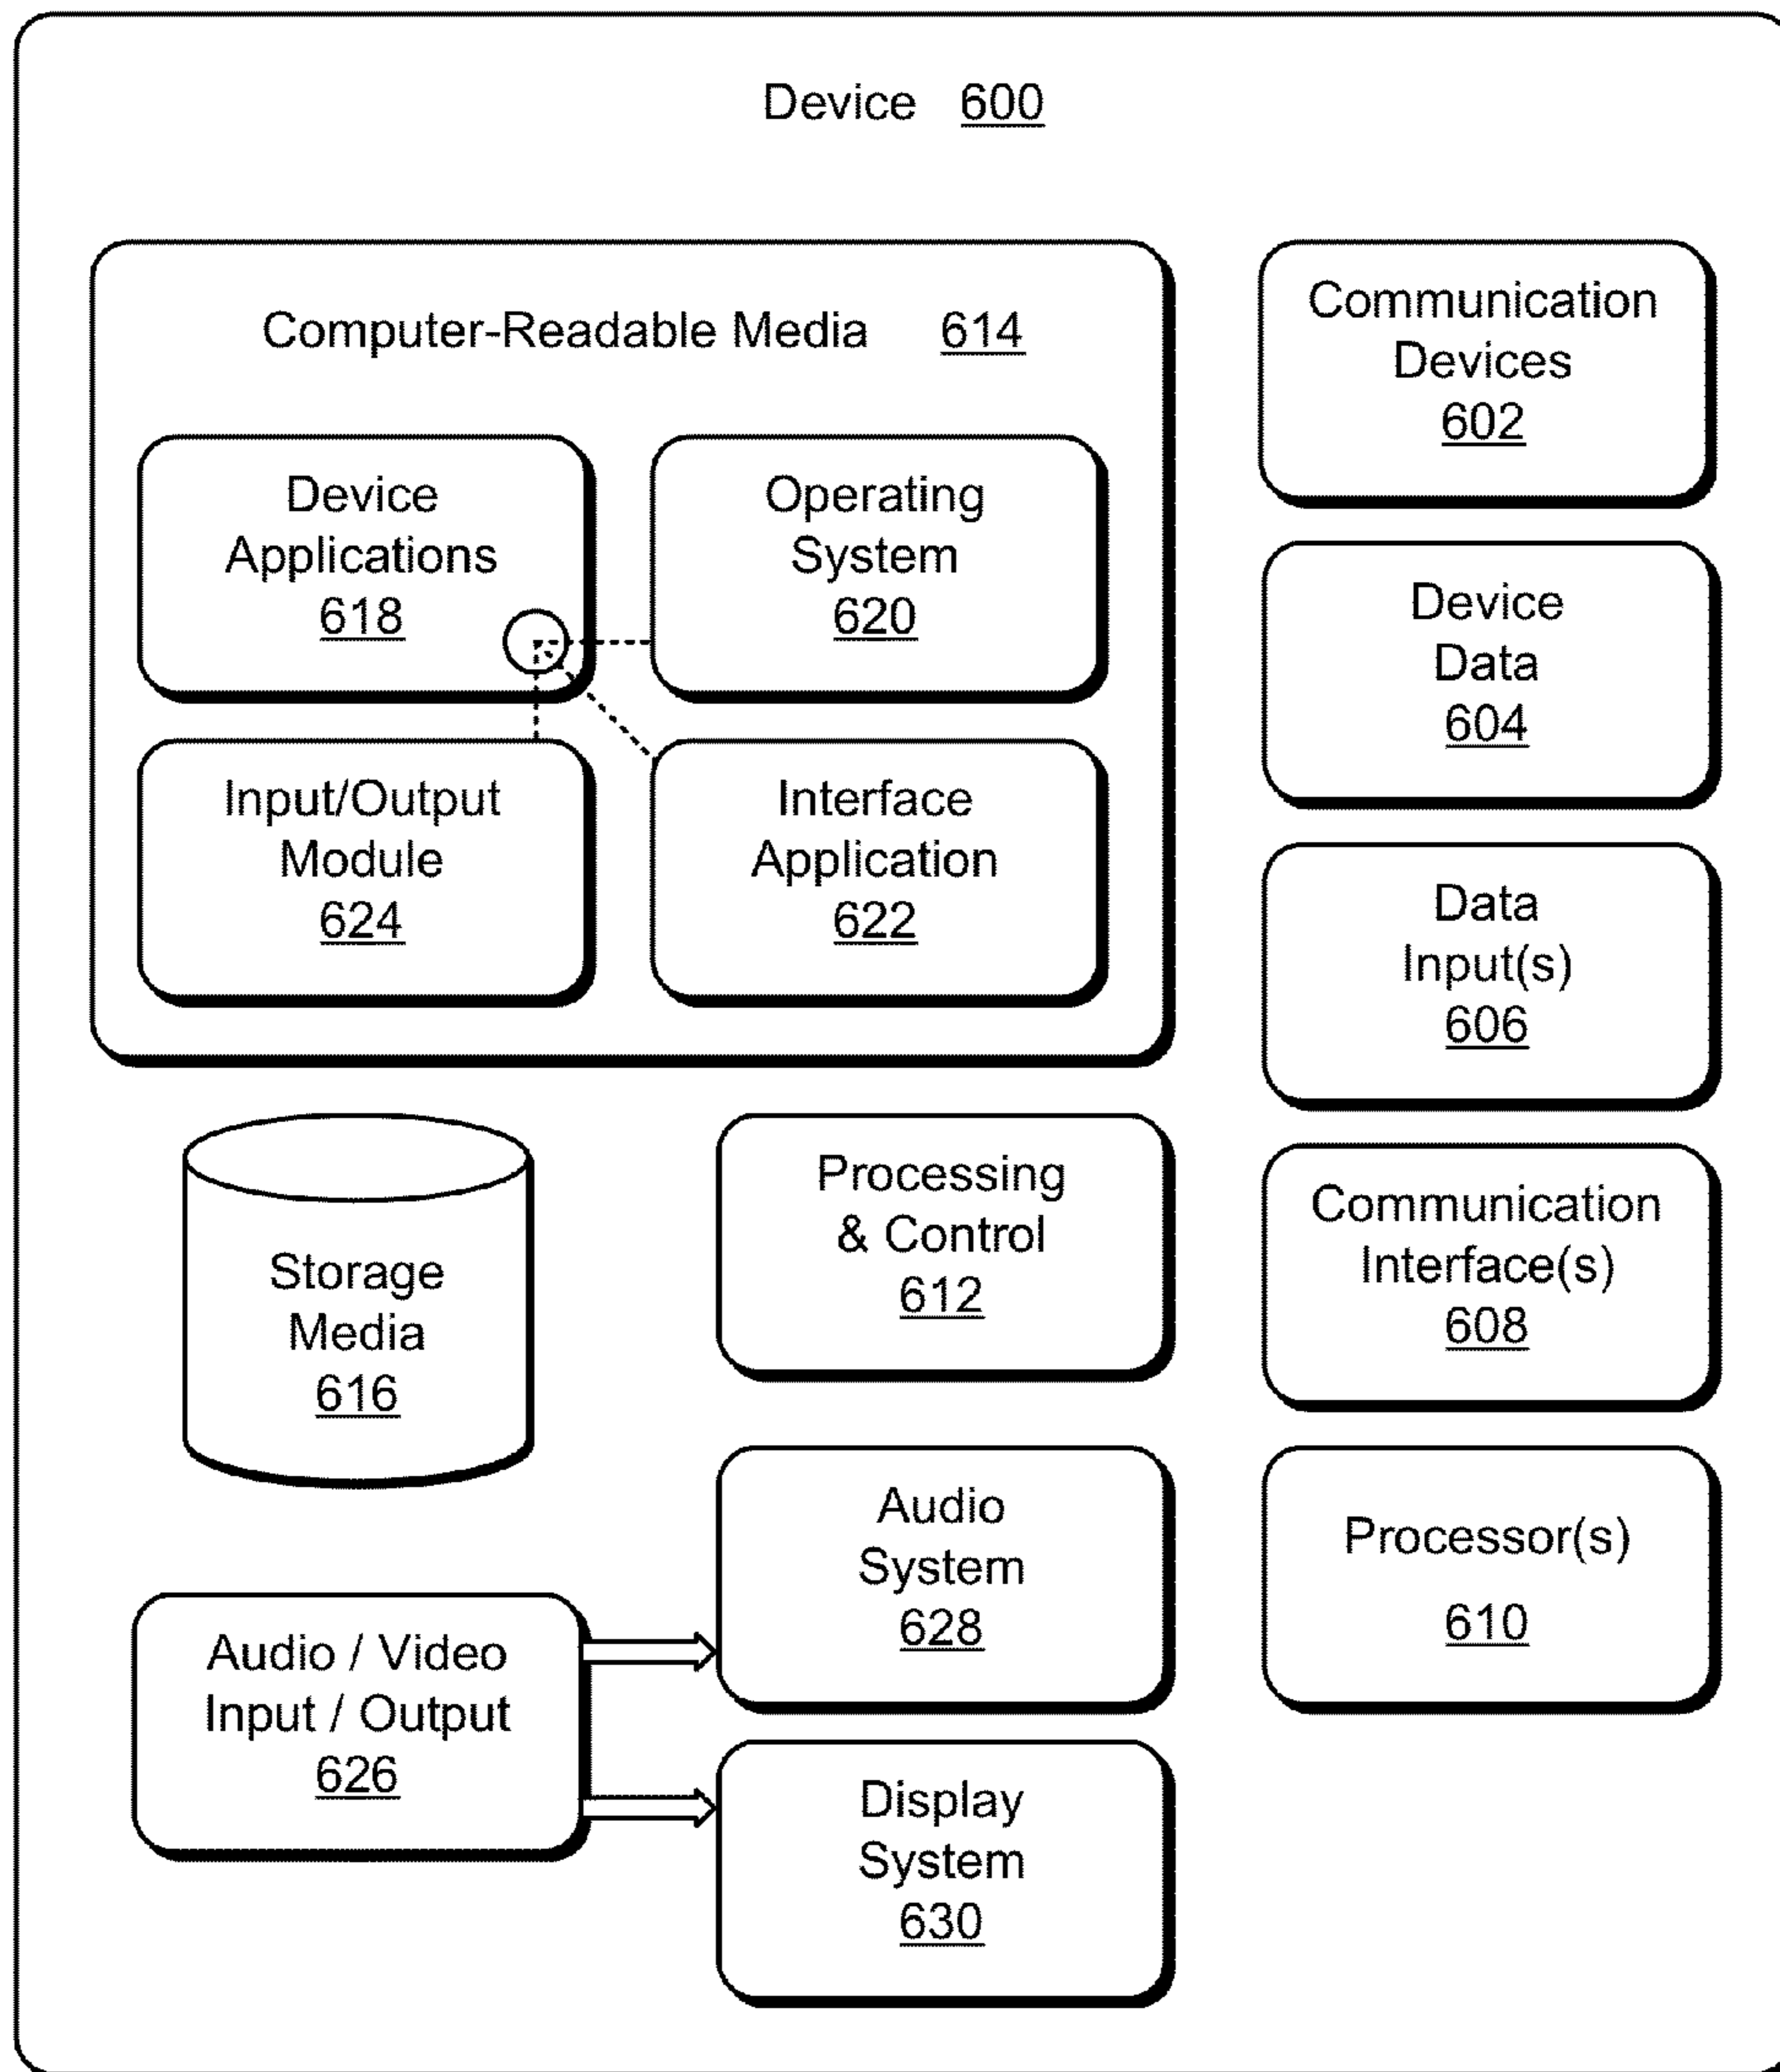 Device 600
Computer-Readable Media 614
Device
Applications
618
Operating
System
620
Input/Output
Module
624
Interface
Application
622
Storage
Media
616
Processing
& Control
612
Audio / Video
Input / Output
626
Audio
System
628
Display
System
630
Communication
Devices
602
Device
Data
604
Data
Input(s)
606
Communication
Interface(s)
608
Processor(s)
610